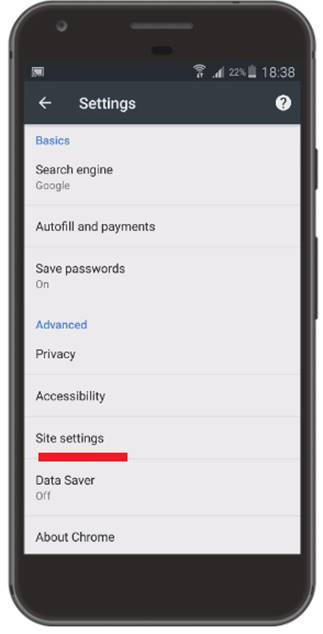 22% 18:38
Settings ?
Basics
Search engine
Google
Autofill and payments
Save passwords
On
Advanced
Privacy
Accessibility
Site settings
Data Saver
Off
About Chrome